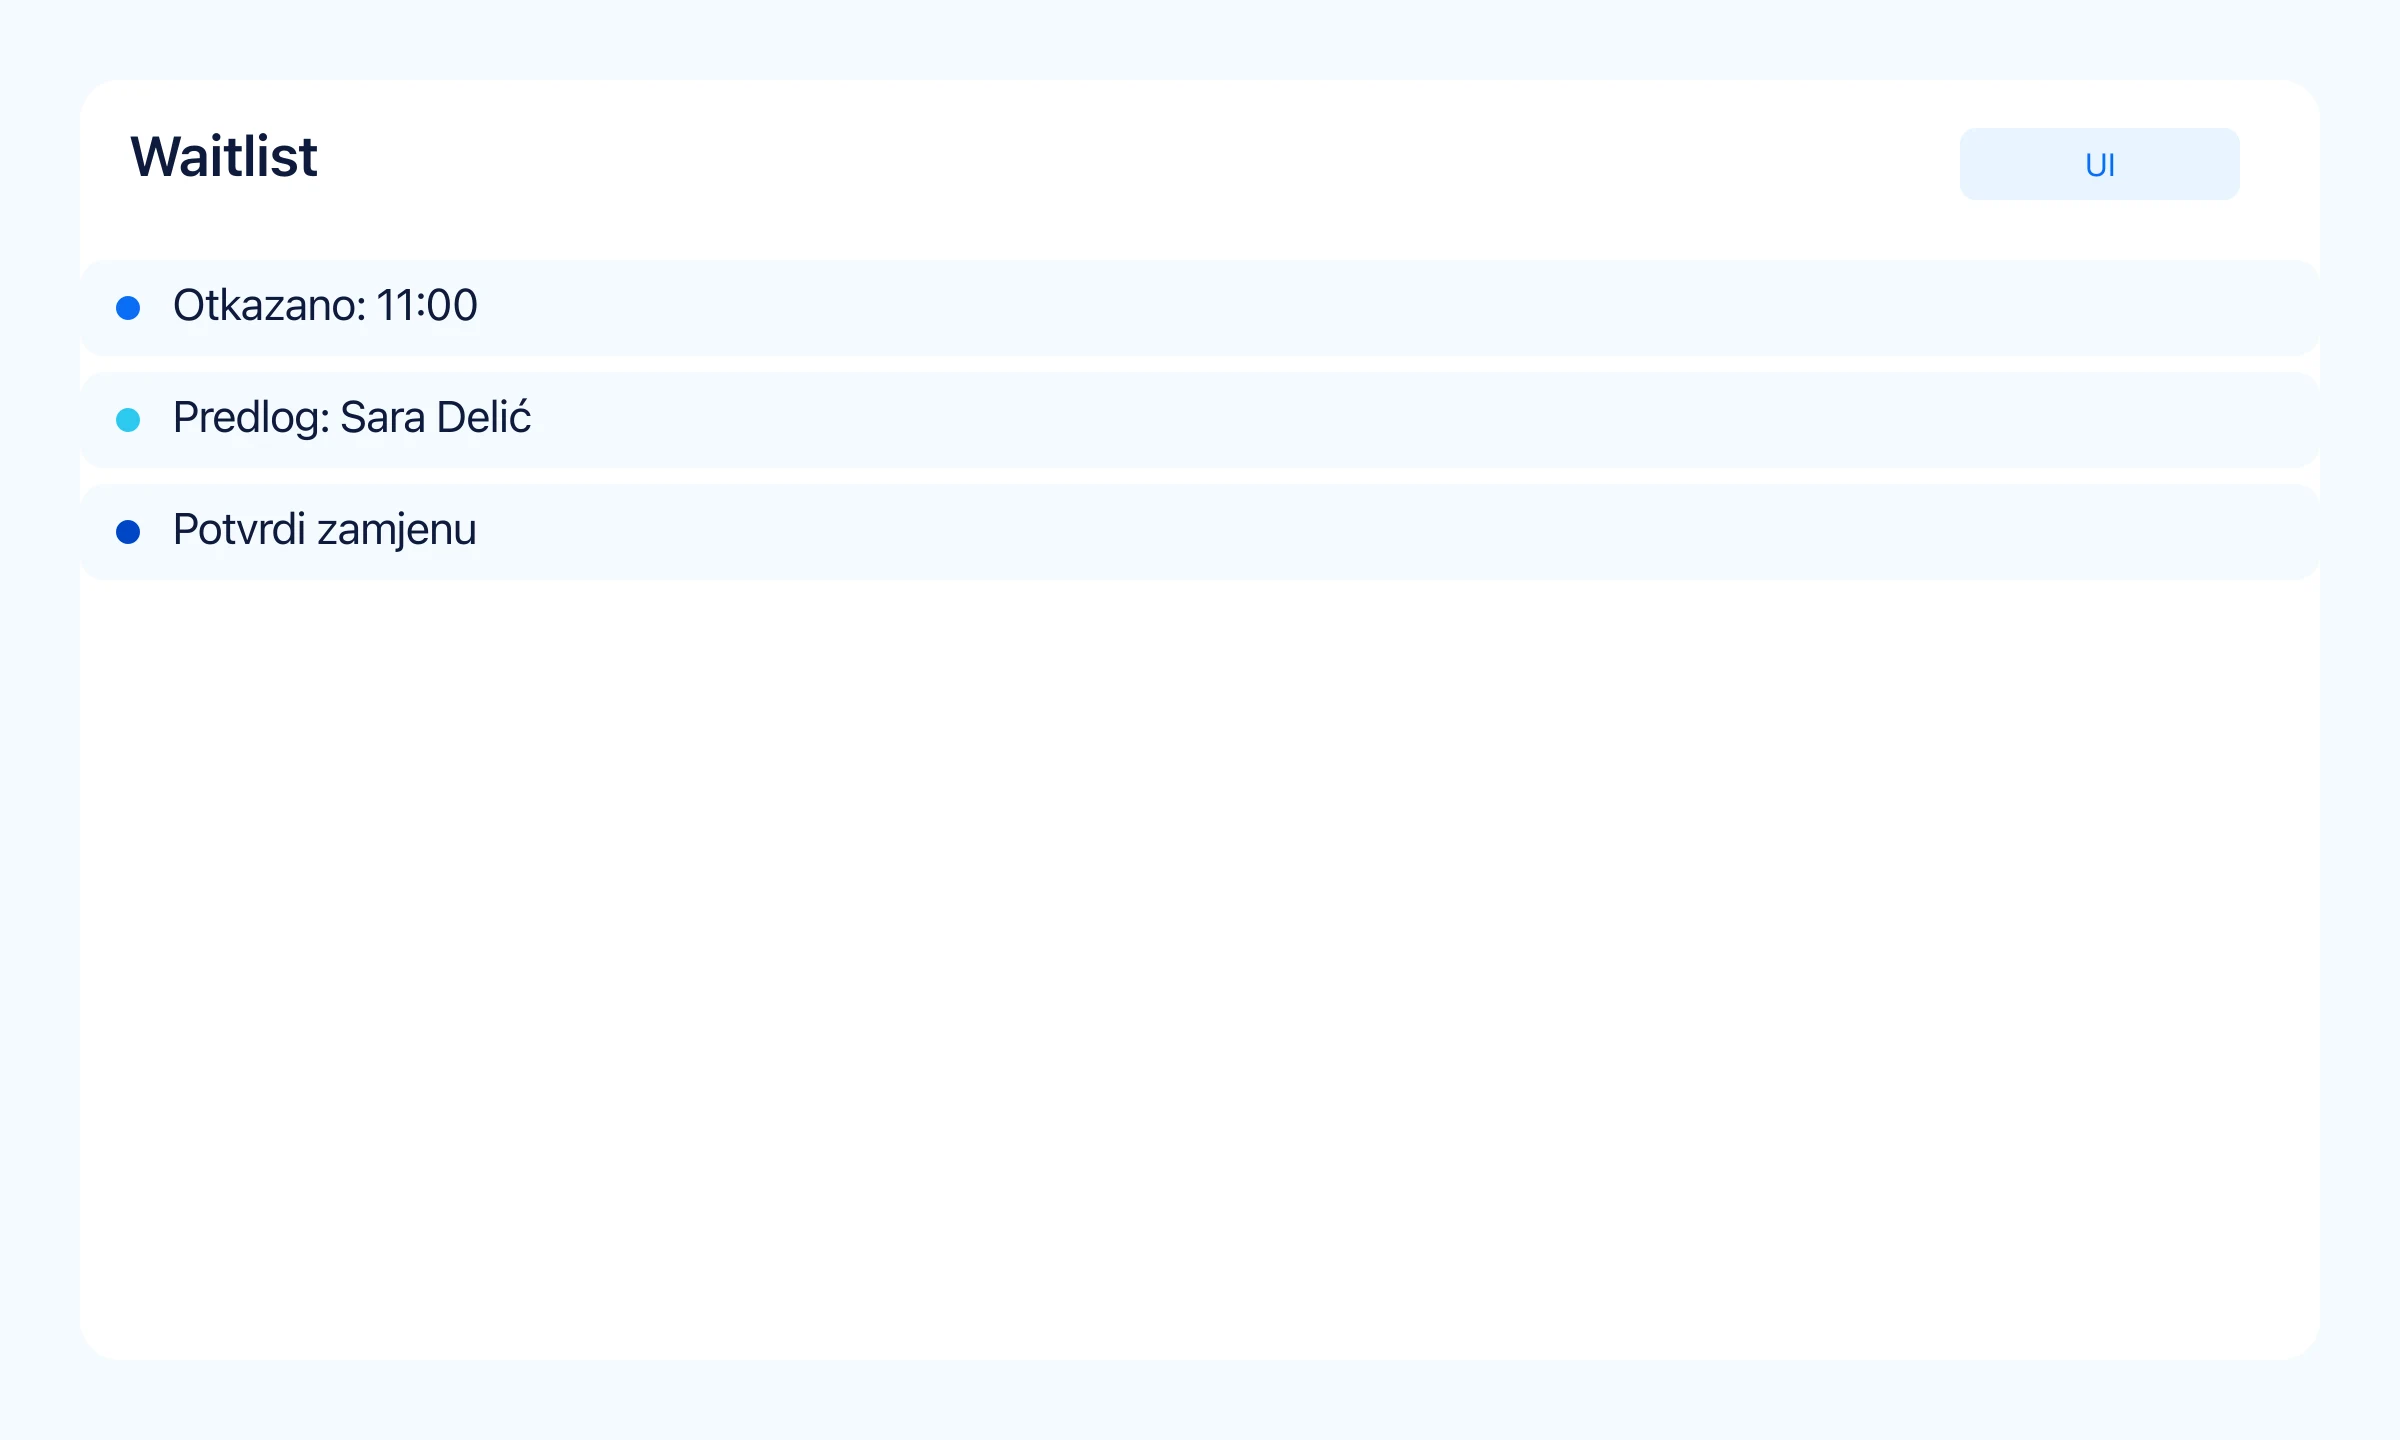 Waitlist
UI
Otkazano: 11:00
Predlog: Sara Delić
Potvrdi zamjenu